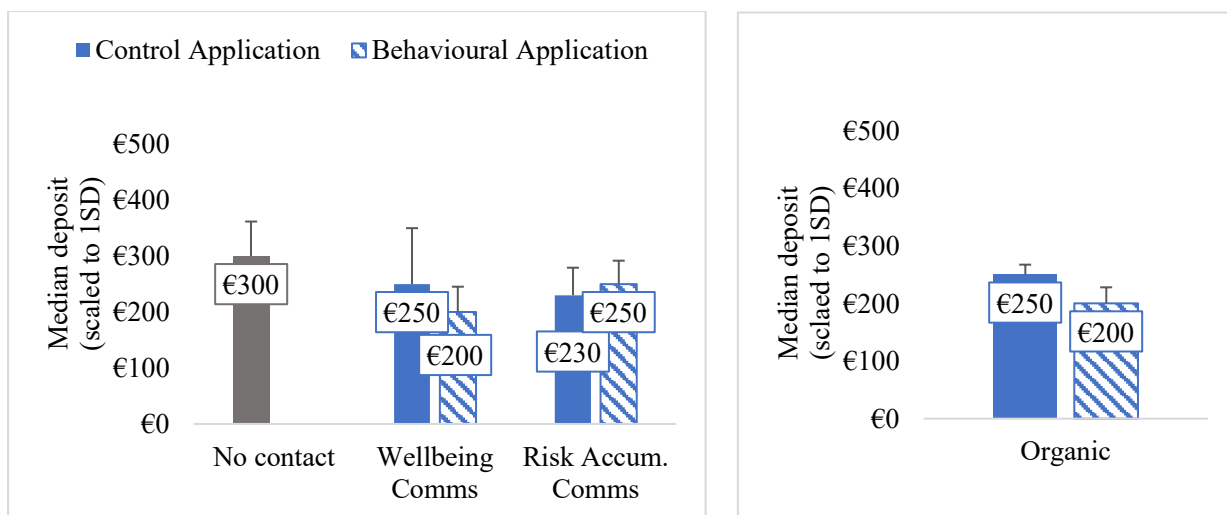 Control Application Behavioural Application
Median deposit
(scaled to 1SD)
€500
€400
€300
€200
€100
€0
€300
€250
€200
€230
€250
No contact
Wellbeing
Comms
Risk Accum.
Comms
Median deposit
(sclaed to 1SD)
€500
€400
€300
€200
€100
€0
€250
€200
Organic